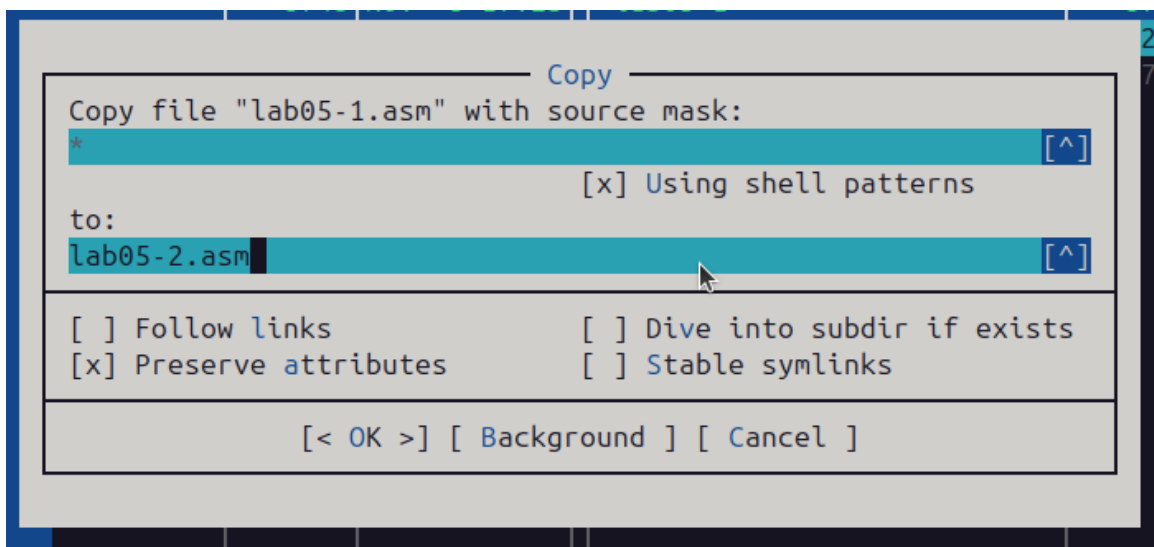 Copy
Copy file "lab05-1.asm" with source mask:
* [^]
[x] Using shell patterns
to:
lab05-2.asm [^]
[ ] Follow links [ ] Dive into subdir if exists
[x] Preserve attributes [ ] Stable symlinks
[< OK >] [ Background ] [ Cancel ]